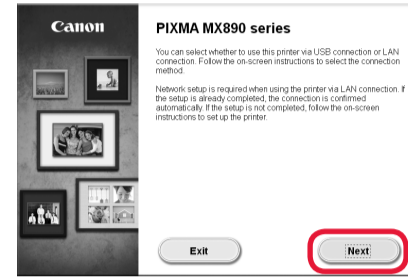 Canon
PIXMA MX890 series
You can select whether to use this printer via USB connection or LAN
connection. Follow the on-screen instructions to select the connection
method.
Network setup is required when using the printer via LAN connection. If
the setup is already completed, the connection is confirmed
automatically. If the setup is not completed, follow the on-screen
instructions to set up the printer.
Exit
Next